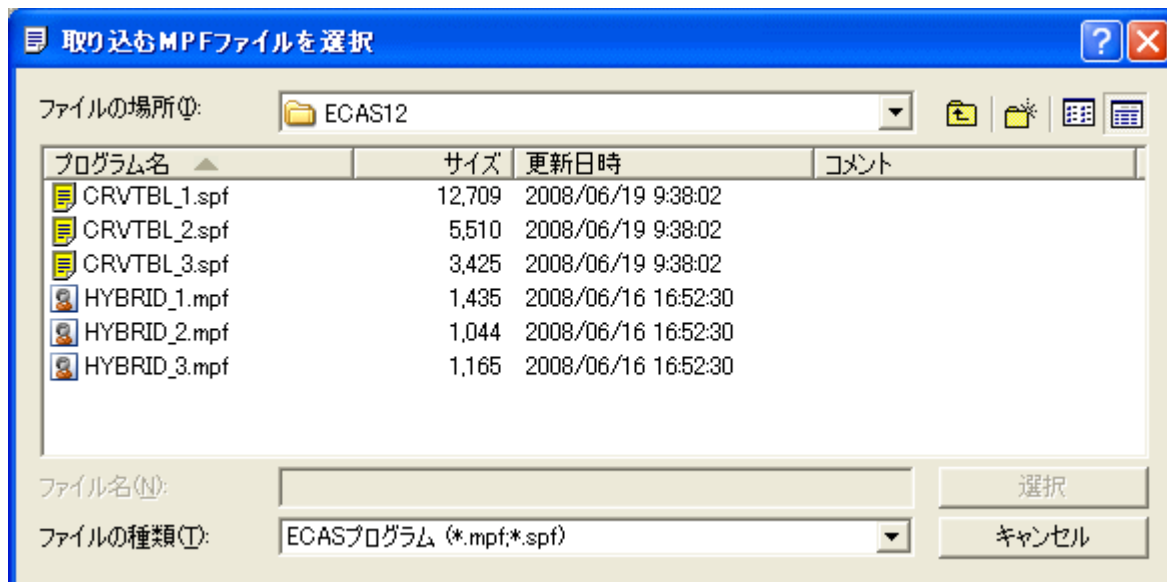 取り込むMPFファイルを選択
ファイルの場所(I):
ECAS12
プログラム名 サイズ 更新日時 コメント
CRVTBL_1.spf 12,709 2008/06/19 9:38:02
CRVTBL_2.spf 5,510 2008/06/19 9:38:02
CRVTBL_3.spf 3,425 2008/06/19 9:38:02
HYBRID_1.mpf 1,435 2008/06/16 16:52:30
HYBRID_2.mpf 1,044 2008/06/16 16:52:30
HYBRID_3.mpf 1,165 2008/06/16 16:52:30
ファイル名(N):
選択
ファイルの種類(T):
ECASプログラム (*.mpf;*.spf)
キャンセル